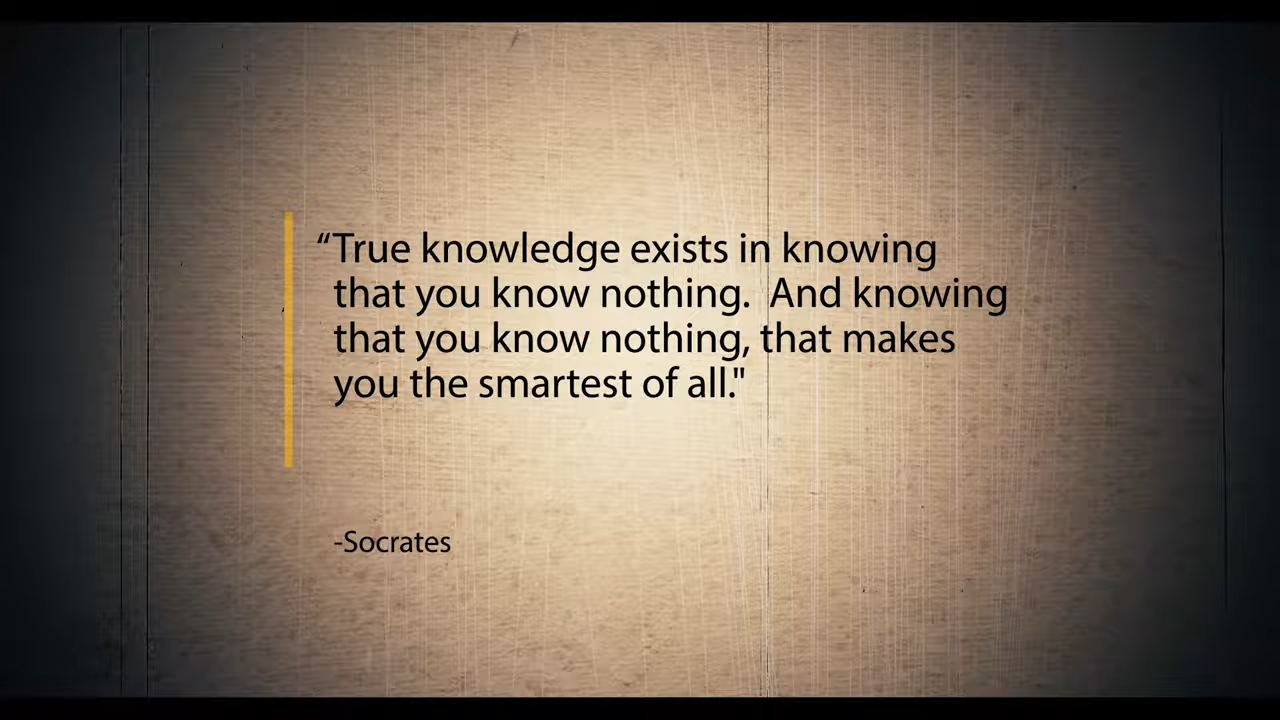 “True knowledge exists in knowing
that you know nothing.  And knowing
that you know nothing, that makes
you the smartest of all."
-Socrates